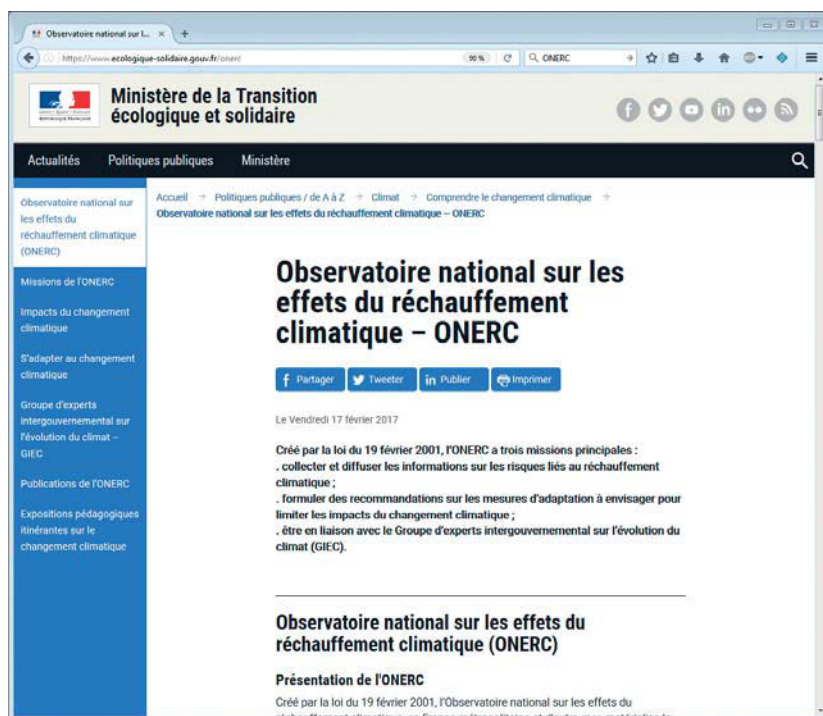 Observatoire national sur l...
https://www.ecologique-solidaire.gouv.fr/onerc
90 %
ONERC
Ministère de la Transition
écologique et solidaire
Actualités Politiques publiques Ministère
Observatoire national sur
les effets du
réchauffement climatique
(ONERC)
Missions de l'ONERC
Impacts du changement
climatique
S'adapter au changement
climatique
Groupe d'experts
intergouvernemental sur
l'évolution du climat –
GIEC
Publications de l'ONERC
Expositions pédagogiques
itinérantes sur le
changement climatique
Accueil → Politiques publiques / de A à Z → Climat → Comprendre le changement climatique →
Observatoire national sur les effets du réchauffement climatique – ONERC
Observatoire national sur les
effets du réchauffement
climatique – ONERC
Partager Tweeter Publier Imprimer
Le Vendredi 17 février 2017
Créé par la loi du 19 février 2001, l'ONERC a trois missions principales :
. collecter et diffuser les informations sur les risques liés au réchauffement
climatique ;
. formuler des recommandations sur les mesures d'adaptation à envisager pour
limiter les impacts du changement climatique ;
. être en liaison avec le Groupe d'experts intergouvernemental sur l'évolution du
climat (GIEC).
Observatoire national sur les effets du
réchauffement climatique (ONERC)
Présentation de l'ONERC
Créé par la loi du 19 février 2001, l'Observatoire national sur les effets du